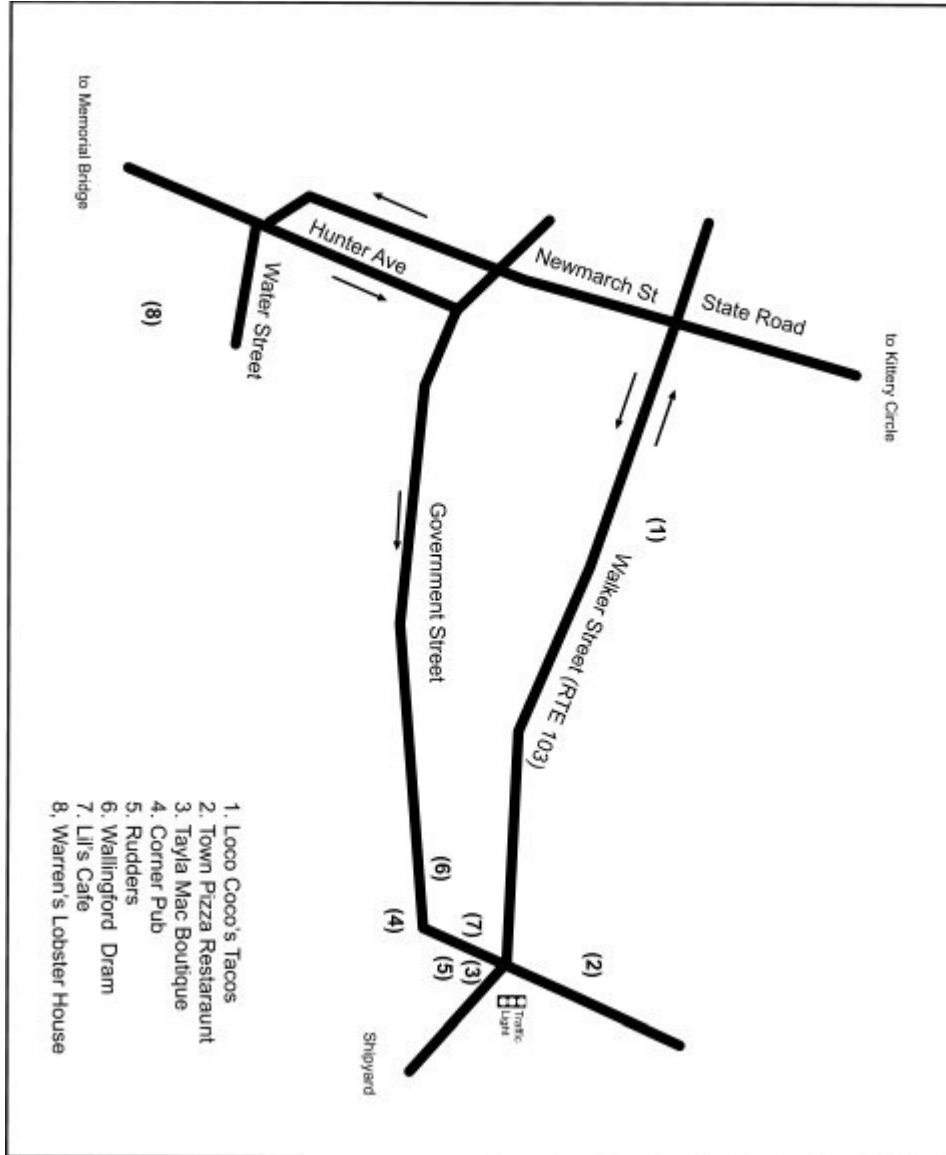 to Kittery Circle
State Road
Newmarch St
Hunter Ave
to Memorial Bridge
Water Street
(8)
(1)
Walker Street (RTE 103)
Government Street
(2)
(6)
(7)
(3)
(4)
(5)
Traffic
Light
Shipyard
1. Loco Coco's Tacos
2. Town Pizza Restaraunt
3. Tayla Mac Boutique
4. Corner Pub
5. Rudders
6. Wallingford Dram
7. Lil's Cafe
8, Warren's Lobster House